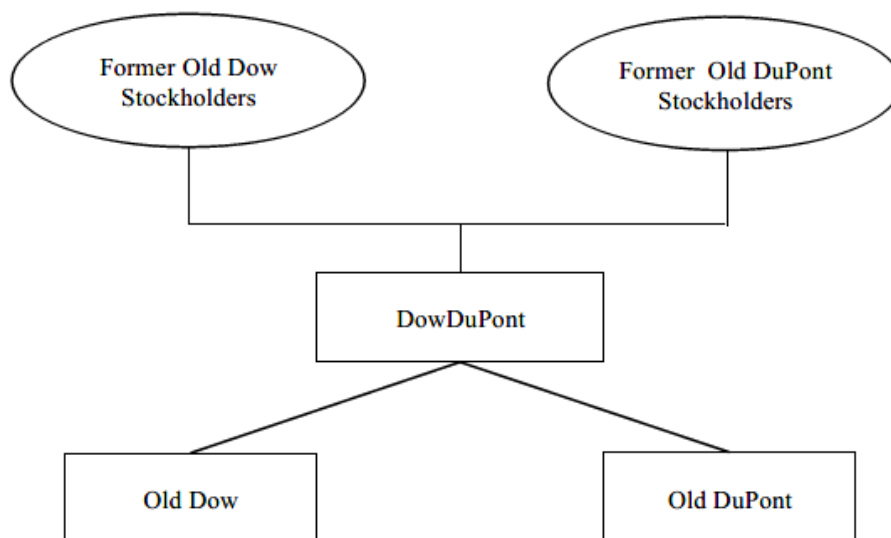 Former Old Dow
Stockholders
Former Old DuPont
Stockholders
DowDuPont
Old Dow
Old DuPont